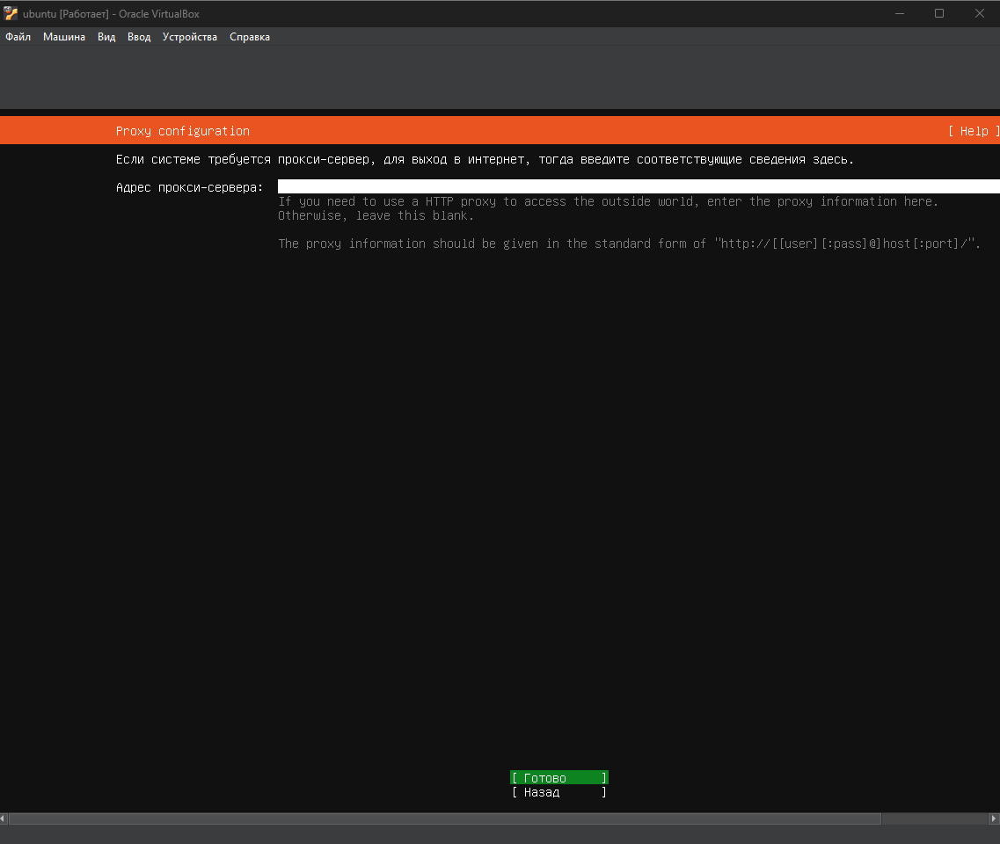 ubuntu [Работает] - Oracle VirtualBox
Файл Машина Вид Ввод Устройства Справка
Proxy configuration [ Help ]
Если системе требуется прокси-сервер, для выход в интернет, тогда введите соответствующие сведения здесь.
Адрес прокси-сервера:
If you need to use a HTTP proxy to access the outside world, enter the proxy information here.
Otherwise, leave this blank.
The proxy information should be given in the standard form of "http://[[user][:pass]@]host[:port]/".
[ Готово ]
[ Назад ]